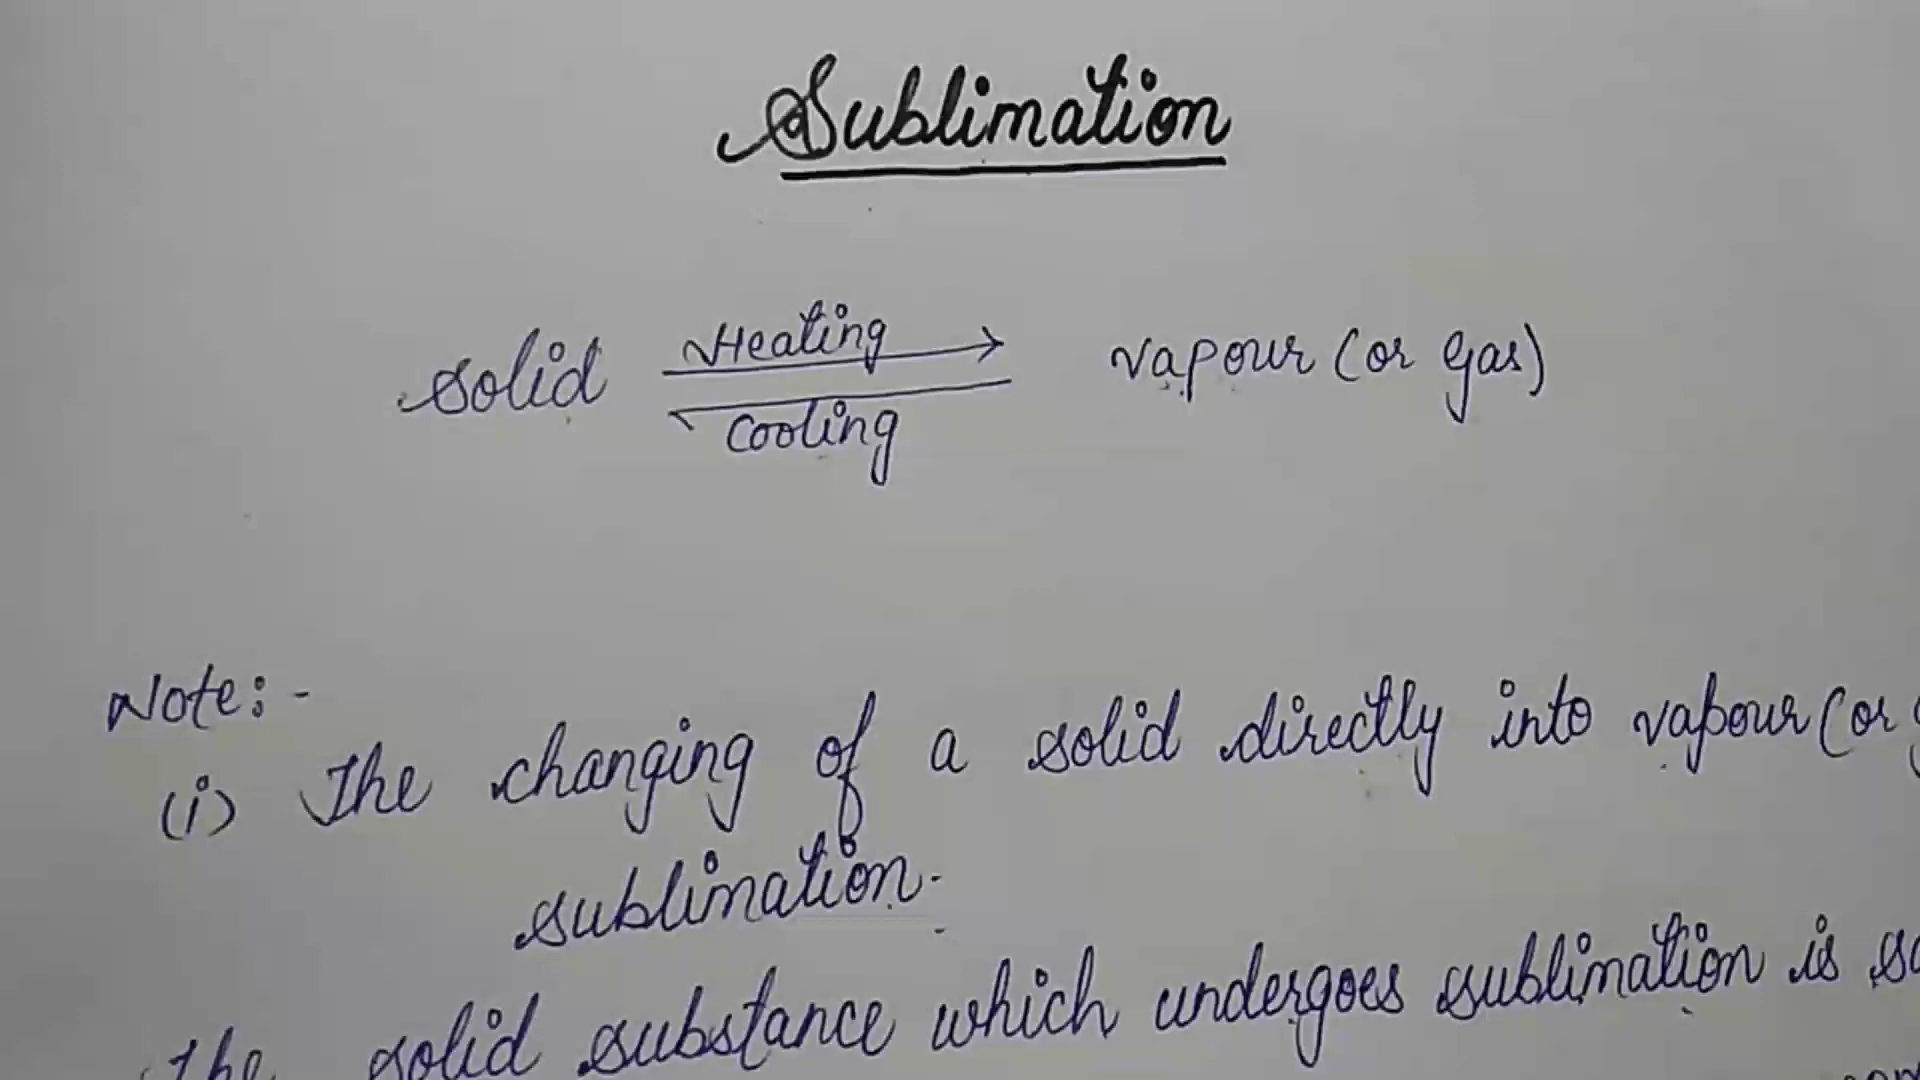 Sublimation
Heating
solid vapour (or gas)
Cooling
Note:-
(i) The changing of a solid directly into vapour (or
sublimation.
The solid substance which undergoes sublimation is